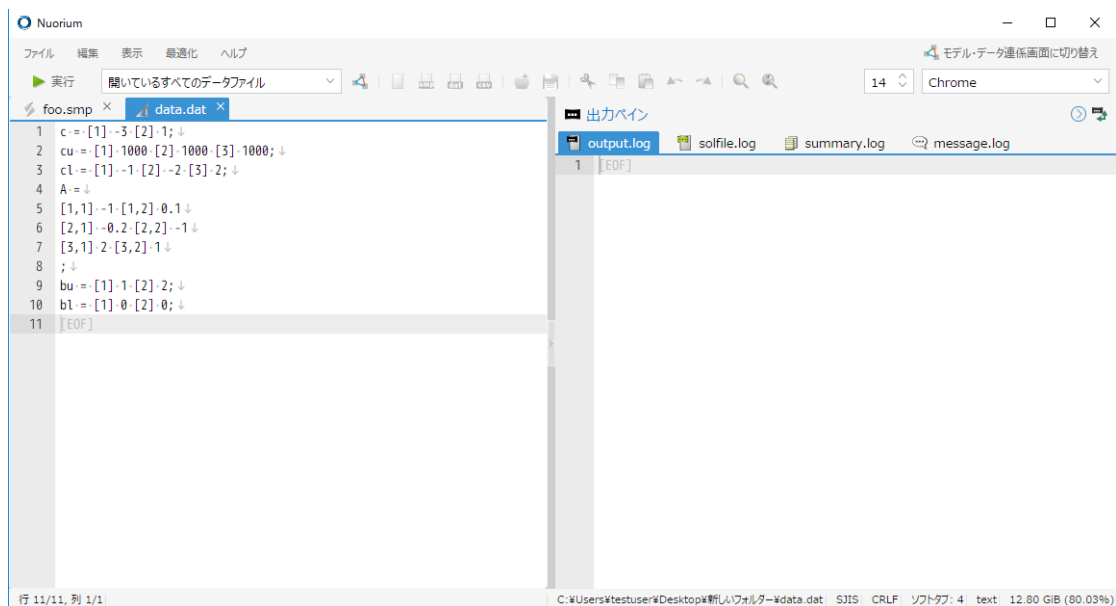 Nuorium
ファイル 編集 表示 最適化 ヘルプ モデル・データ連係画面に切り替え
実行 開いているすべてのデータファイル 14 Chrome
foo.smp data.dat
1 c = [1] -3 [2] 1;↓
2 cu = [1] 1000 [2] 1000 [3] 1000;↓
3 cl = [1] -1 [2] -2 [3] 2;↓
4 A =↓
5 [1,1] -1 [1,2] 0.1↓
6 [2,1] -0.2 [2,2] -1↓
7 [3,1] 2 [3,2] 1↓
8 ;↓
9 bu = [1] 1 [2] 2;↓
10 bl = [1] 0 [2] 0;↓
11 [EOF]
出力ペイン
output.log solfile.log summary.log message.log
1 [EOF]
行 11/11, 列 1/1 C:¥Users¥testuser¥Desktop¥新しいフォルダー¥data.dat SJIS CRLF ソフトタブ: 4 text 12.80 GiB (80.03%)